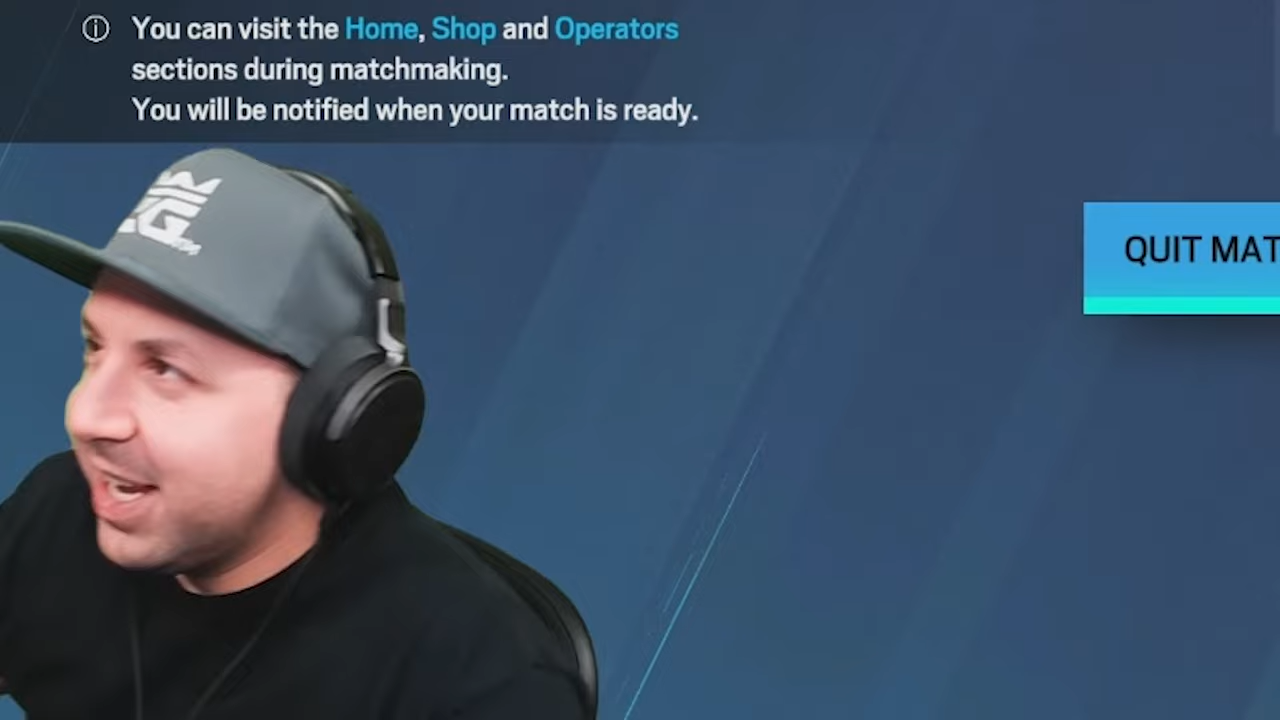 You can visit the Home, Shop and Operators
sections during matchmaking.
You will be notified when your match is ready.
QUIT MAT